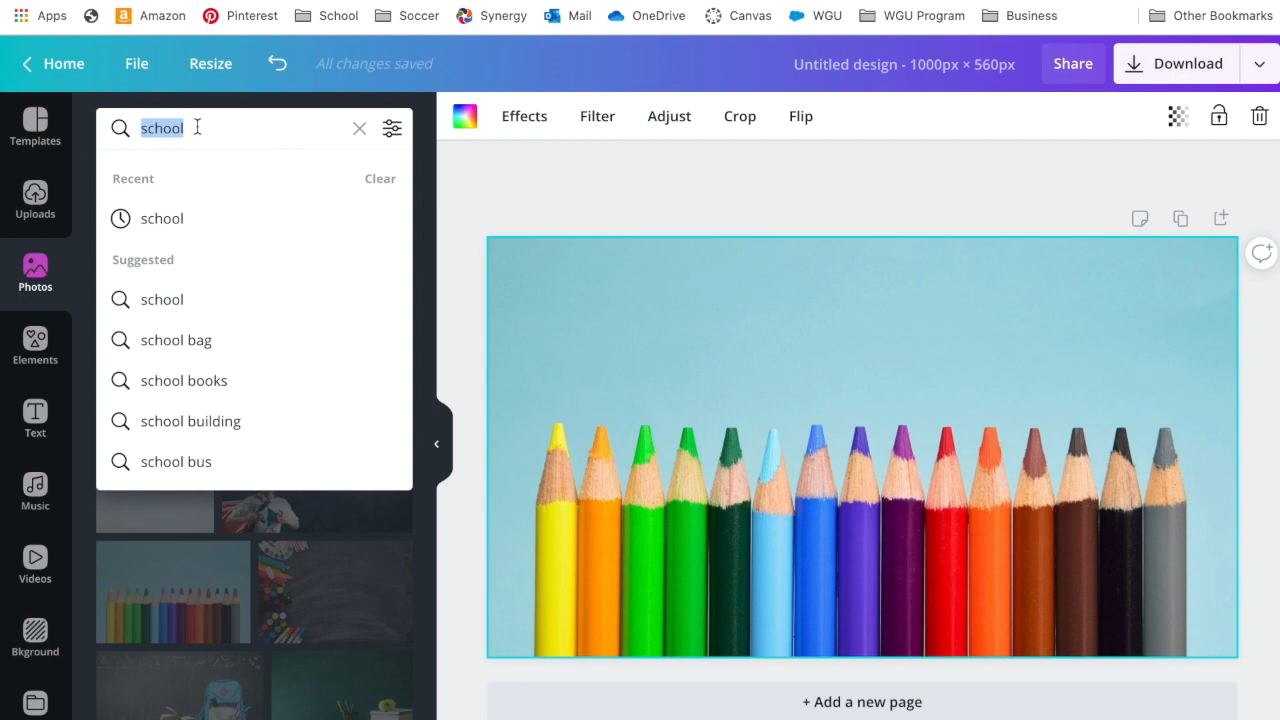 Apps Amazon Pinterest School Soccer Synergy Mail OneDrive Canvas WGU WGU Program Business Other Bookmarks
Home File Resize All changes saved Untitled design - 1000px × 560px Share Download
Templates
Uploads
Photos
Elements
Text
Music
Videos
Bkground
school
Recent Clear
school
Suggested
school
school bag
school books
school building
school bus
Effects Filter Adjust Crop Flip
+ Add a new page